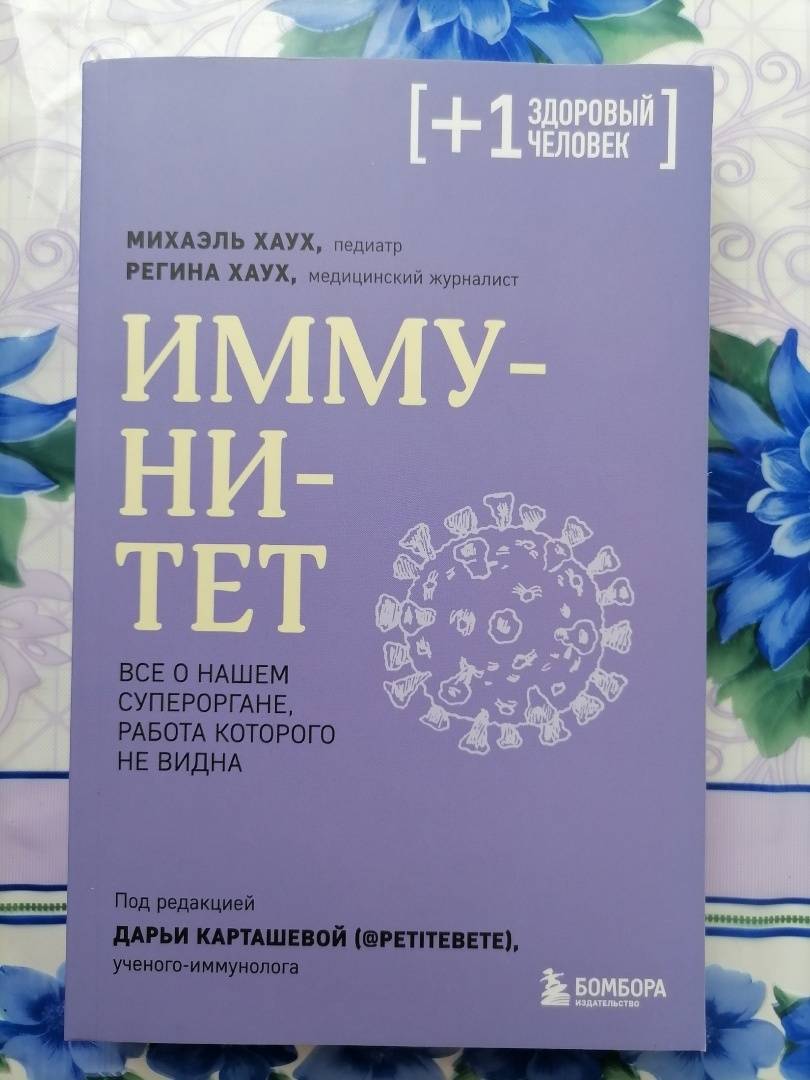 [+1 ЗДОРОВЫЙ
ЧЕЛОВЕК]
МИХАЭЛЬ ХАУХ, педиатр
РЕГИНА ХАУХ, медицинский журналист
ИММУ-
НИ-
ТЕТ
ВСЕ О НАШЕМ
СУПЕРОРГАНЕ,
РАБОТА КОТОРОГО
НЕ ВИДНА
Под редакцией
ДАРЬИ КАРТАШЕВОЙ (@PETITEBETE),
ученого-иммунолога
БОМБОРА
ИЗДАТЕЛЬСТВО